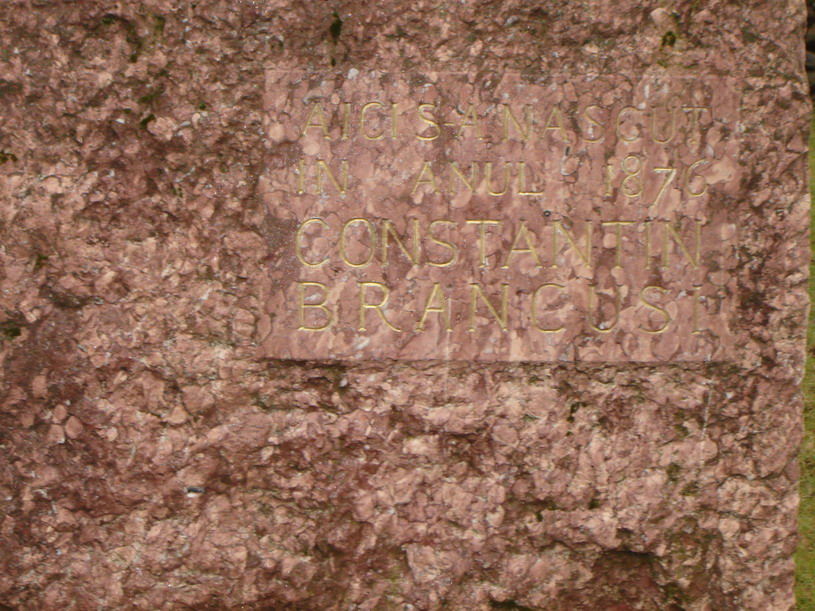 AICI S-A NASCUT
IN ANUL 1876
CONSTANTIN
BRANCUSI